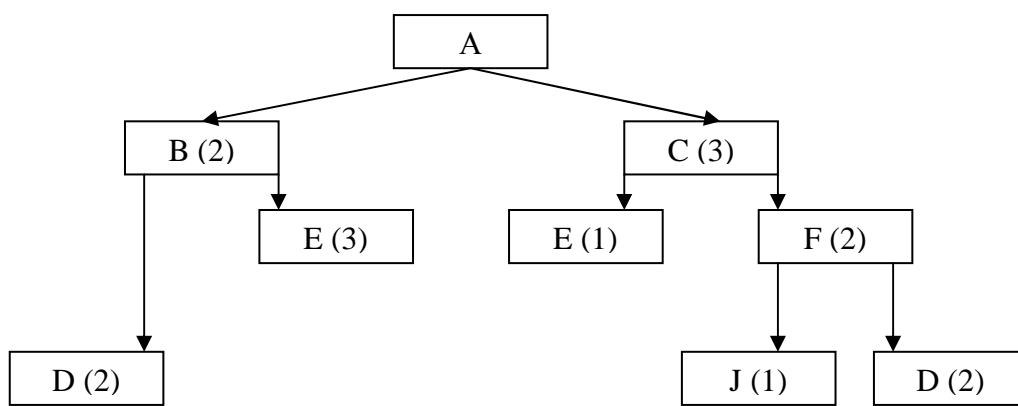 A
B (2)
C (3)
E (3)
E (1)
F (2)
D (2)
J (1)
D (2)